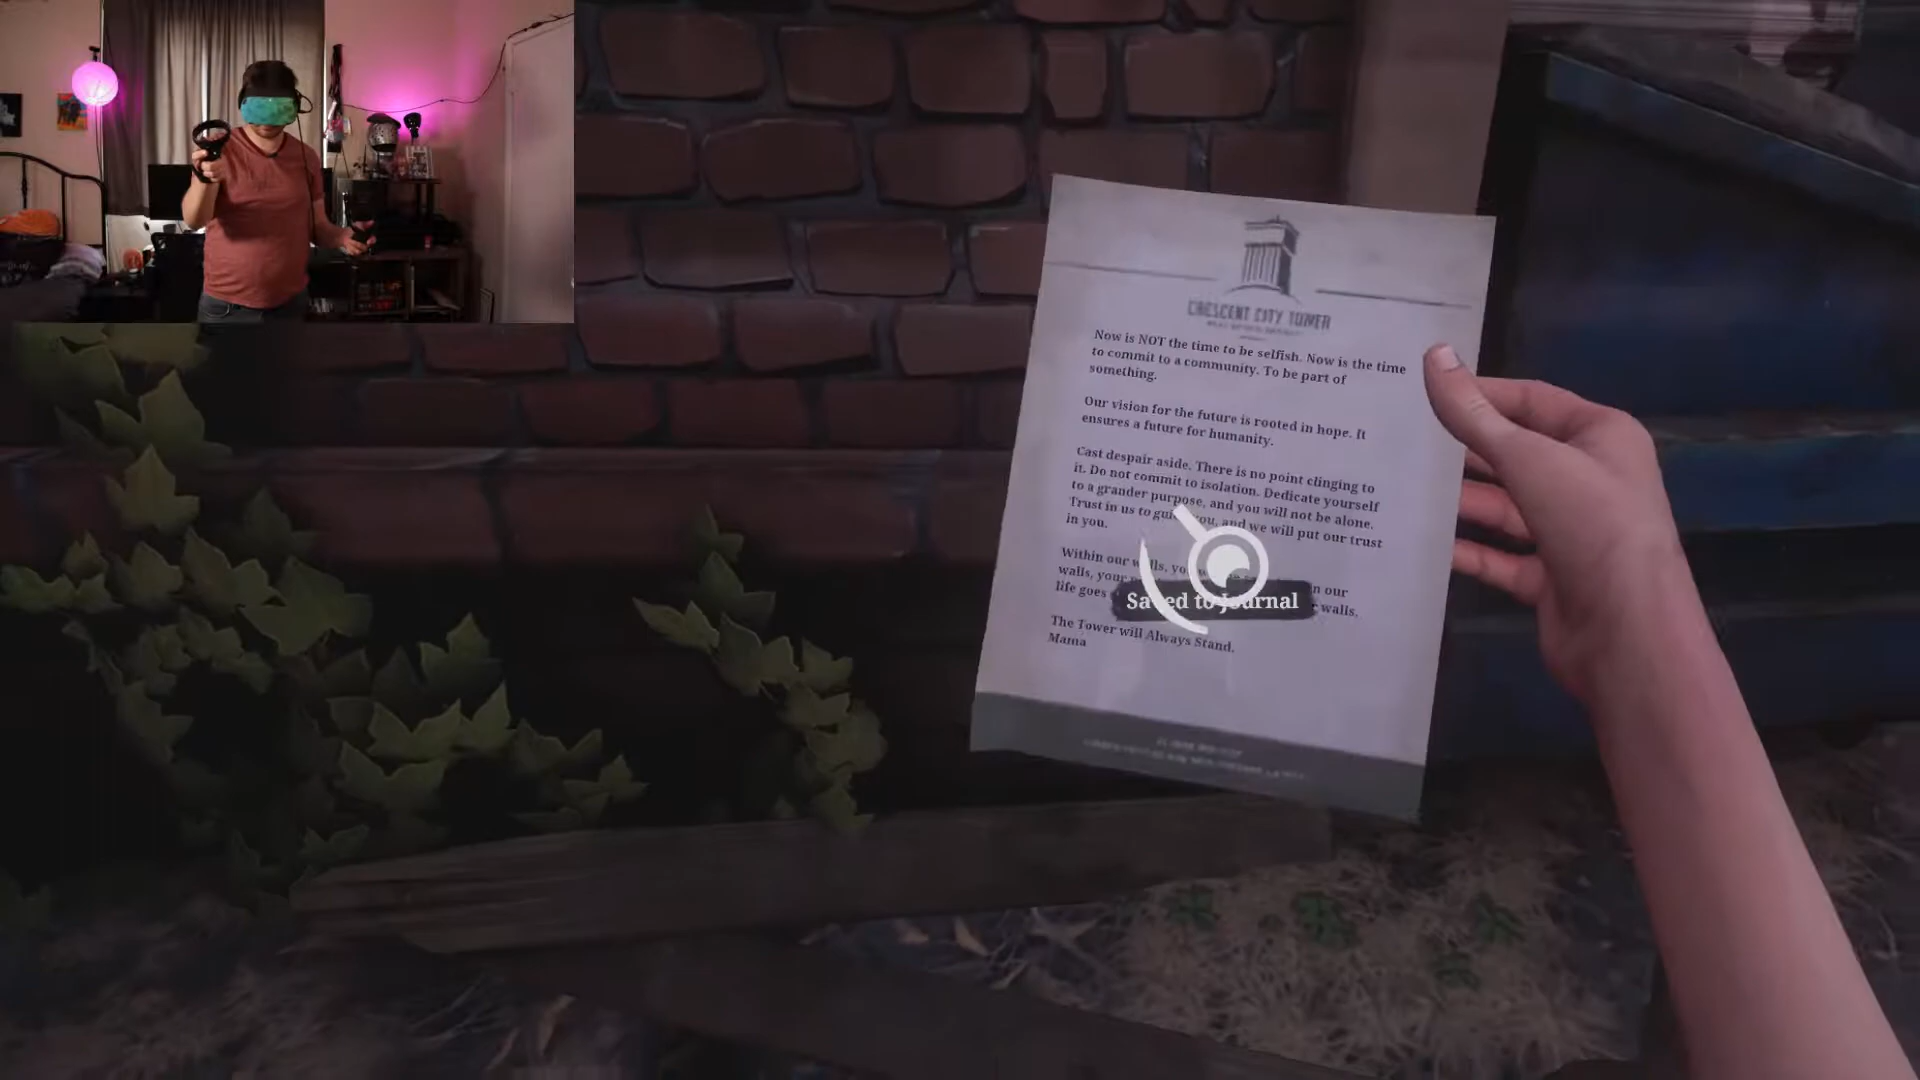 CRESCENT CITY TOWER
Now is NOT the time to be selfish. Now is the time
to commit to a community. To be part of
something.
Our vision for the future is rooted in hope. It
ensures a future for humanity.
Cast despair aside. There is no point clinging to
it. Do not commit to isolation. Dedicate yourself
to a grander purpose, and you will not be alone.
Trust in us to guide you, and we will put our trust
in you.
Within our walls, you in our
walls, your
life goes walls,
Saved to Journal
The Tower will Always Stand,
Mama